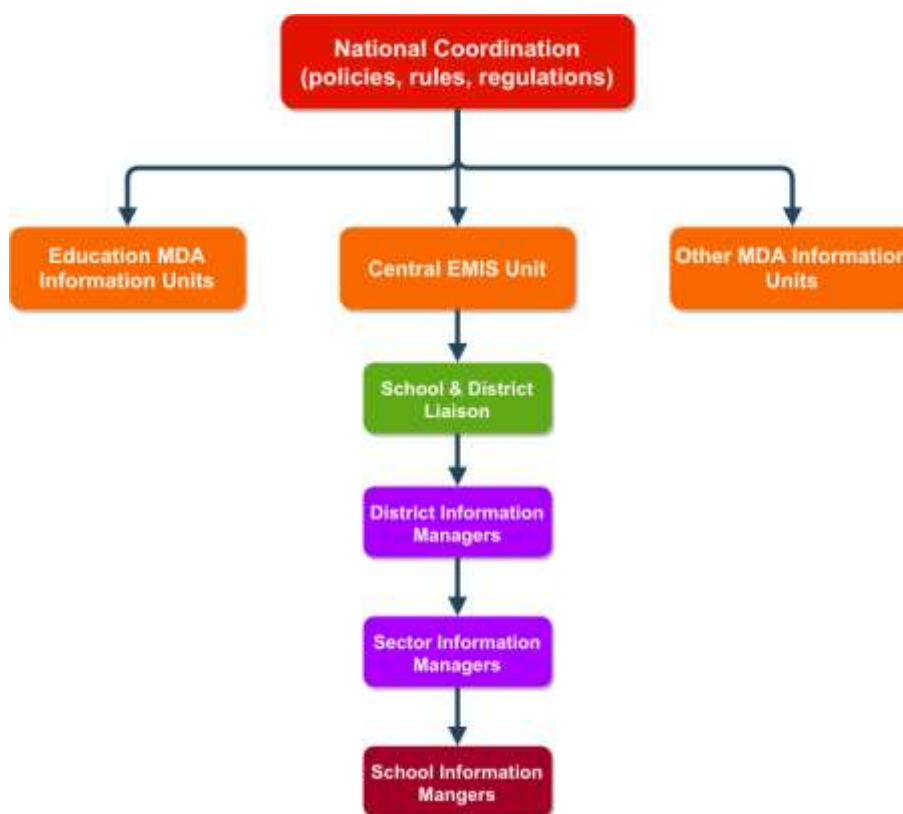 National Coordination
(policies, rules, regulations)
Education MDA
Information Units
Central EMIS Unit
Other MDA Information
Units
School & District
Liaison
District Information
Managers
Sector Information
Managers
School Information
Mangers